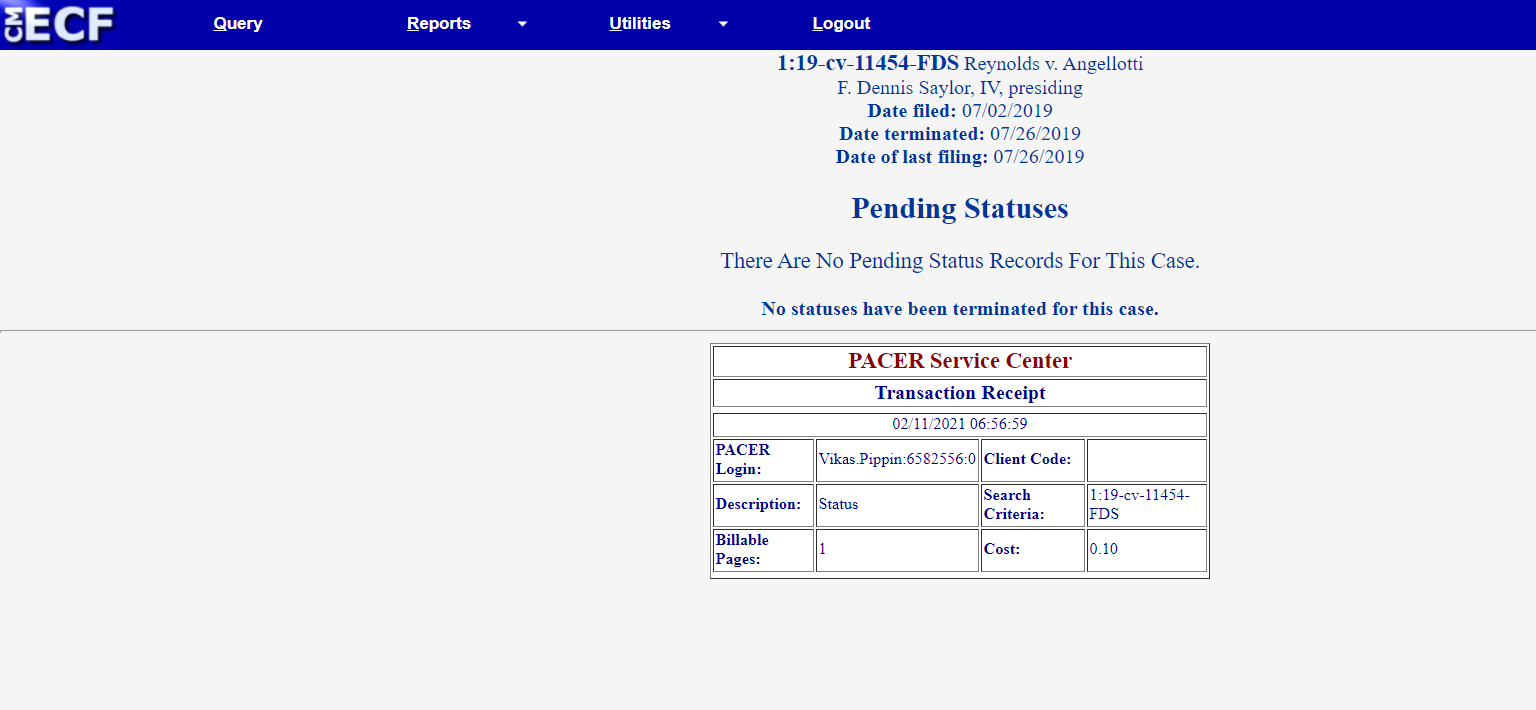 CM ECF Query Reports Utilities Logout
1:19-cv-11454-FDS Reynolds v. Angellotti
F. Dennis Saylor, IV, presiding
Date filed: 07/02/2019
Date terminated: 07/26/2019
Date of last filing: 07/26/2019
Pending Statuses
There Are No Pending Status Records For This Case.
No statuses have been terminated for this case.
PACER Service Center
Transaction Receipt
02/11/2021 06:56:59
PACER
Login:
Vikas.Pippin:6582556:0
Client Code:
Description:
Status
Search
Criteria:
1:19-cv-11454-
FDS
Billable
Pages:
1
Cost:
0.10